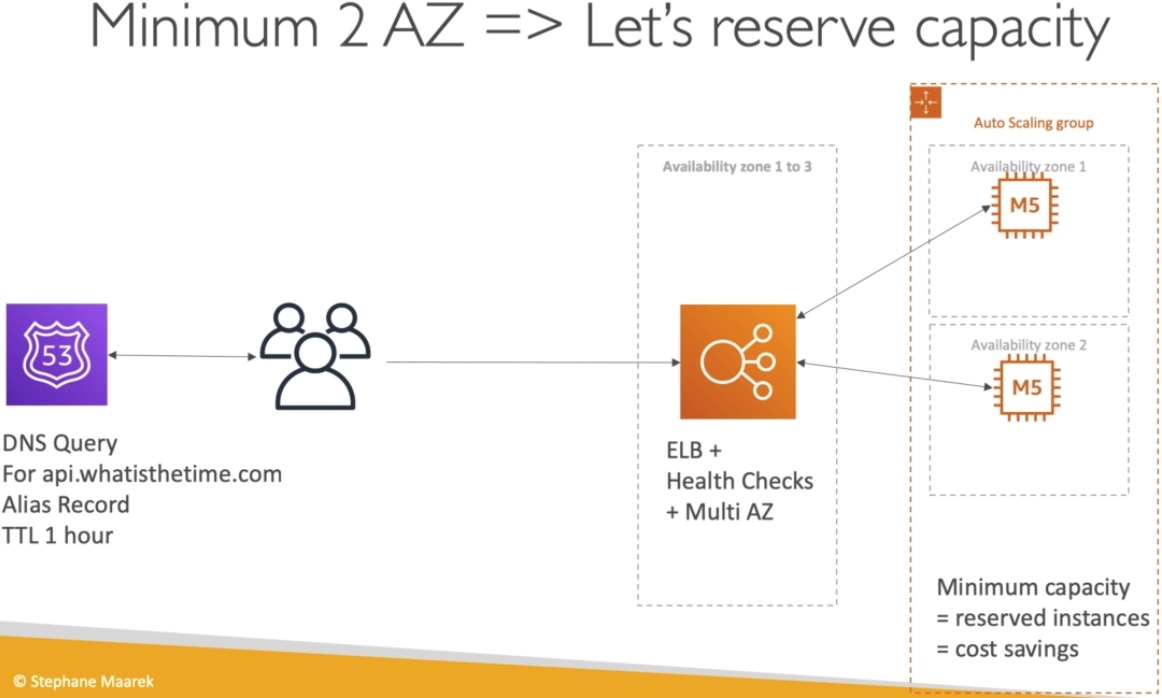 Minimum 2 AZ => Let's reserve capacity
Auto Scaling group
Availability zone 1 to 3
Availability zone 1
M5
Availability zone 2
M5
53
DNS Query
For api.whatisthetime.com
Alias Record
TTL 1 hour
ELB +
Health Checks
+ Multi AZ
Minimum capacity
= reserved instances
= cost savings
© Stephane Maarek